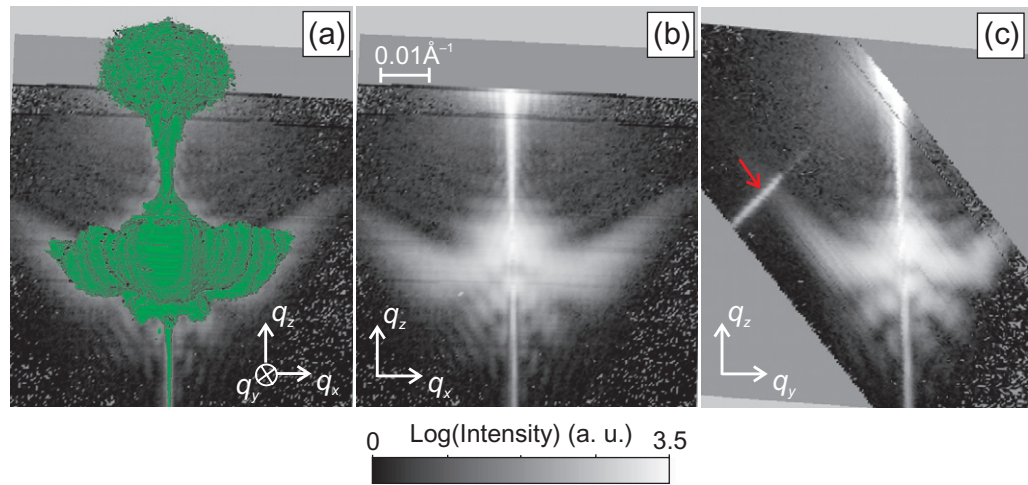 (a)
(b)
(c)
0.01Å⁻¹
q_z
q_y
q_x
q_z
q_x
q_z
q_y
0
Log(Intensity) (a. u.)
3.5